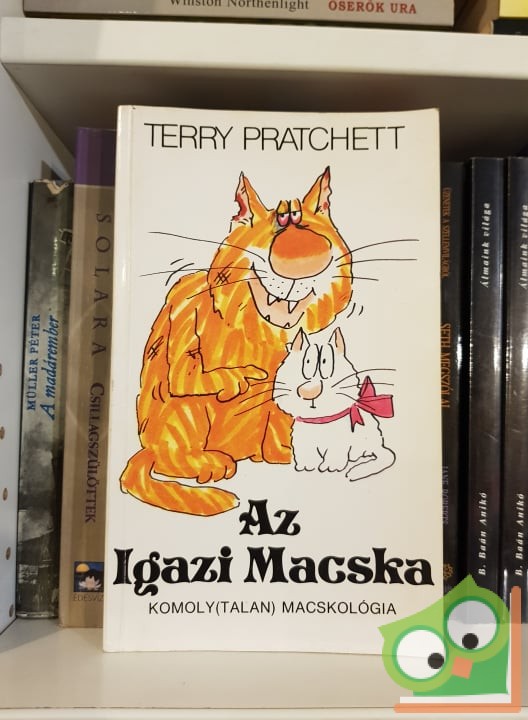 Winston Northenlight
ŐSERŐK URA
TERRY PRATCHETT
Az
Igazi Macska
KOMOLY(TALAN) MACSKOLÓGIA
MÜLLER PÉTER
A madárember
SOLARA
CSILLAGSZÜLÖTTEK
ÉDESVÍZ
SETH MEGSZÓLAL
Álmaink világa
B. Baán Anikó
Álmaink világa
B. Baán Anikó